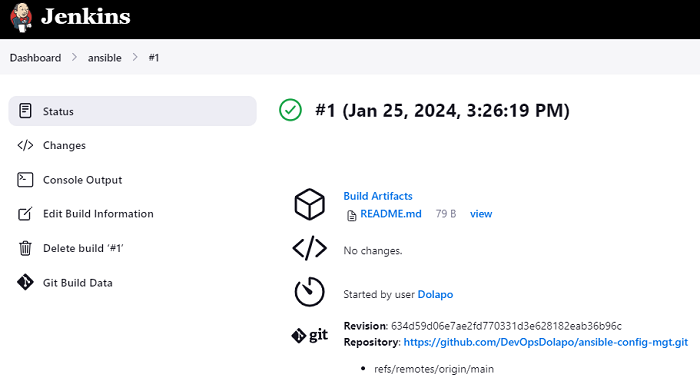 Jenkins
Dashboard > ansible > #1
Status
Changes
Console Output
Edit Build Information
Delete build '#1'
Git Build Data
#1 (Jan 25, 2024, 3:26:19 PM)
Build Artifacts
README.md 79 B view
No changes.
Started by user Dolapo
git
Revision: 634d59d06e7ae2fd770331d3e628182eab36b96c
Repository: https://github.com/DevOpsDolapo/ansible-config-mgt.git
• refs/remotes/origin/main